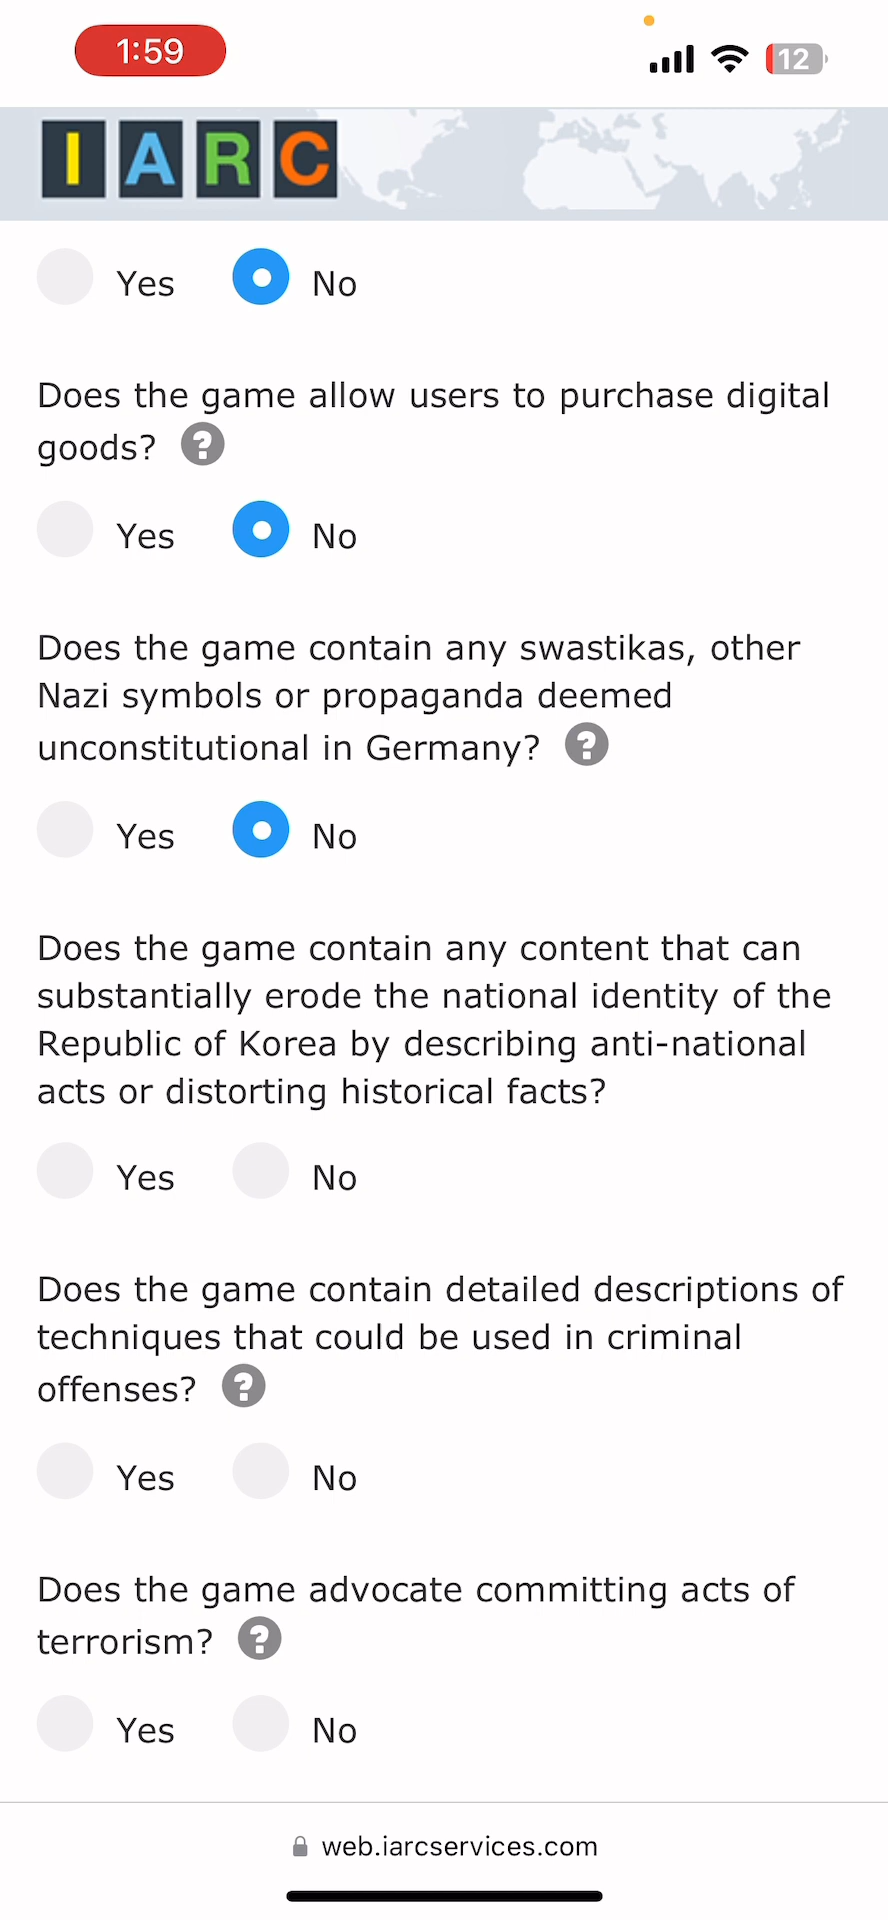 1:59
12
IARC
Yes No
Does the game allow users to purchase digital
goods? ?
Yes No
Does the game contain any swastikas, other
Nazi symbols or propaganda deemed
unconstitutional in Germany? ?
Yes No
Does the game contain any content that can
substantially erode the national identity of the
Republic of Korea by describing anti-national
acts or distorting historical facts?
Yes No
Does the game contain detailed descriptions of
techniques that could be used in criminal
offenses? ?
Yes No
Does the game advocate committing acts of
terrorism? ?
Yes No
web.iarcservices.com